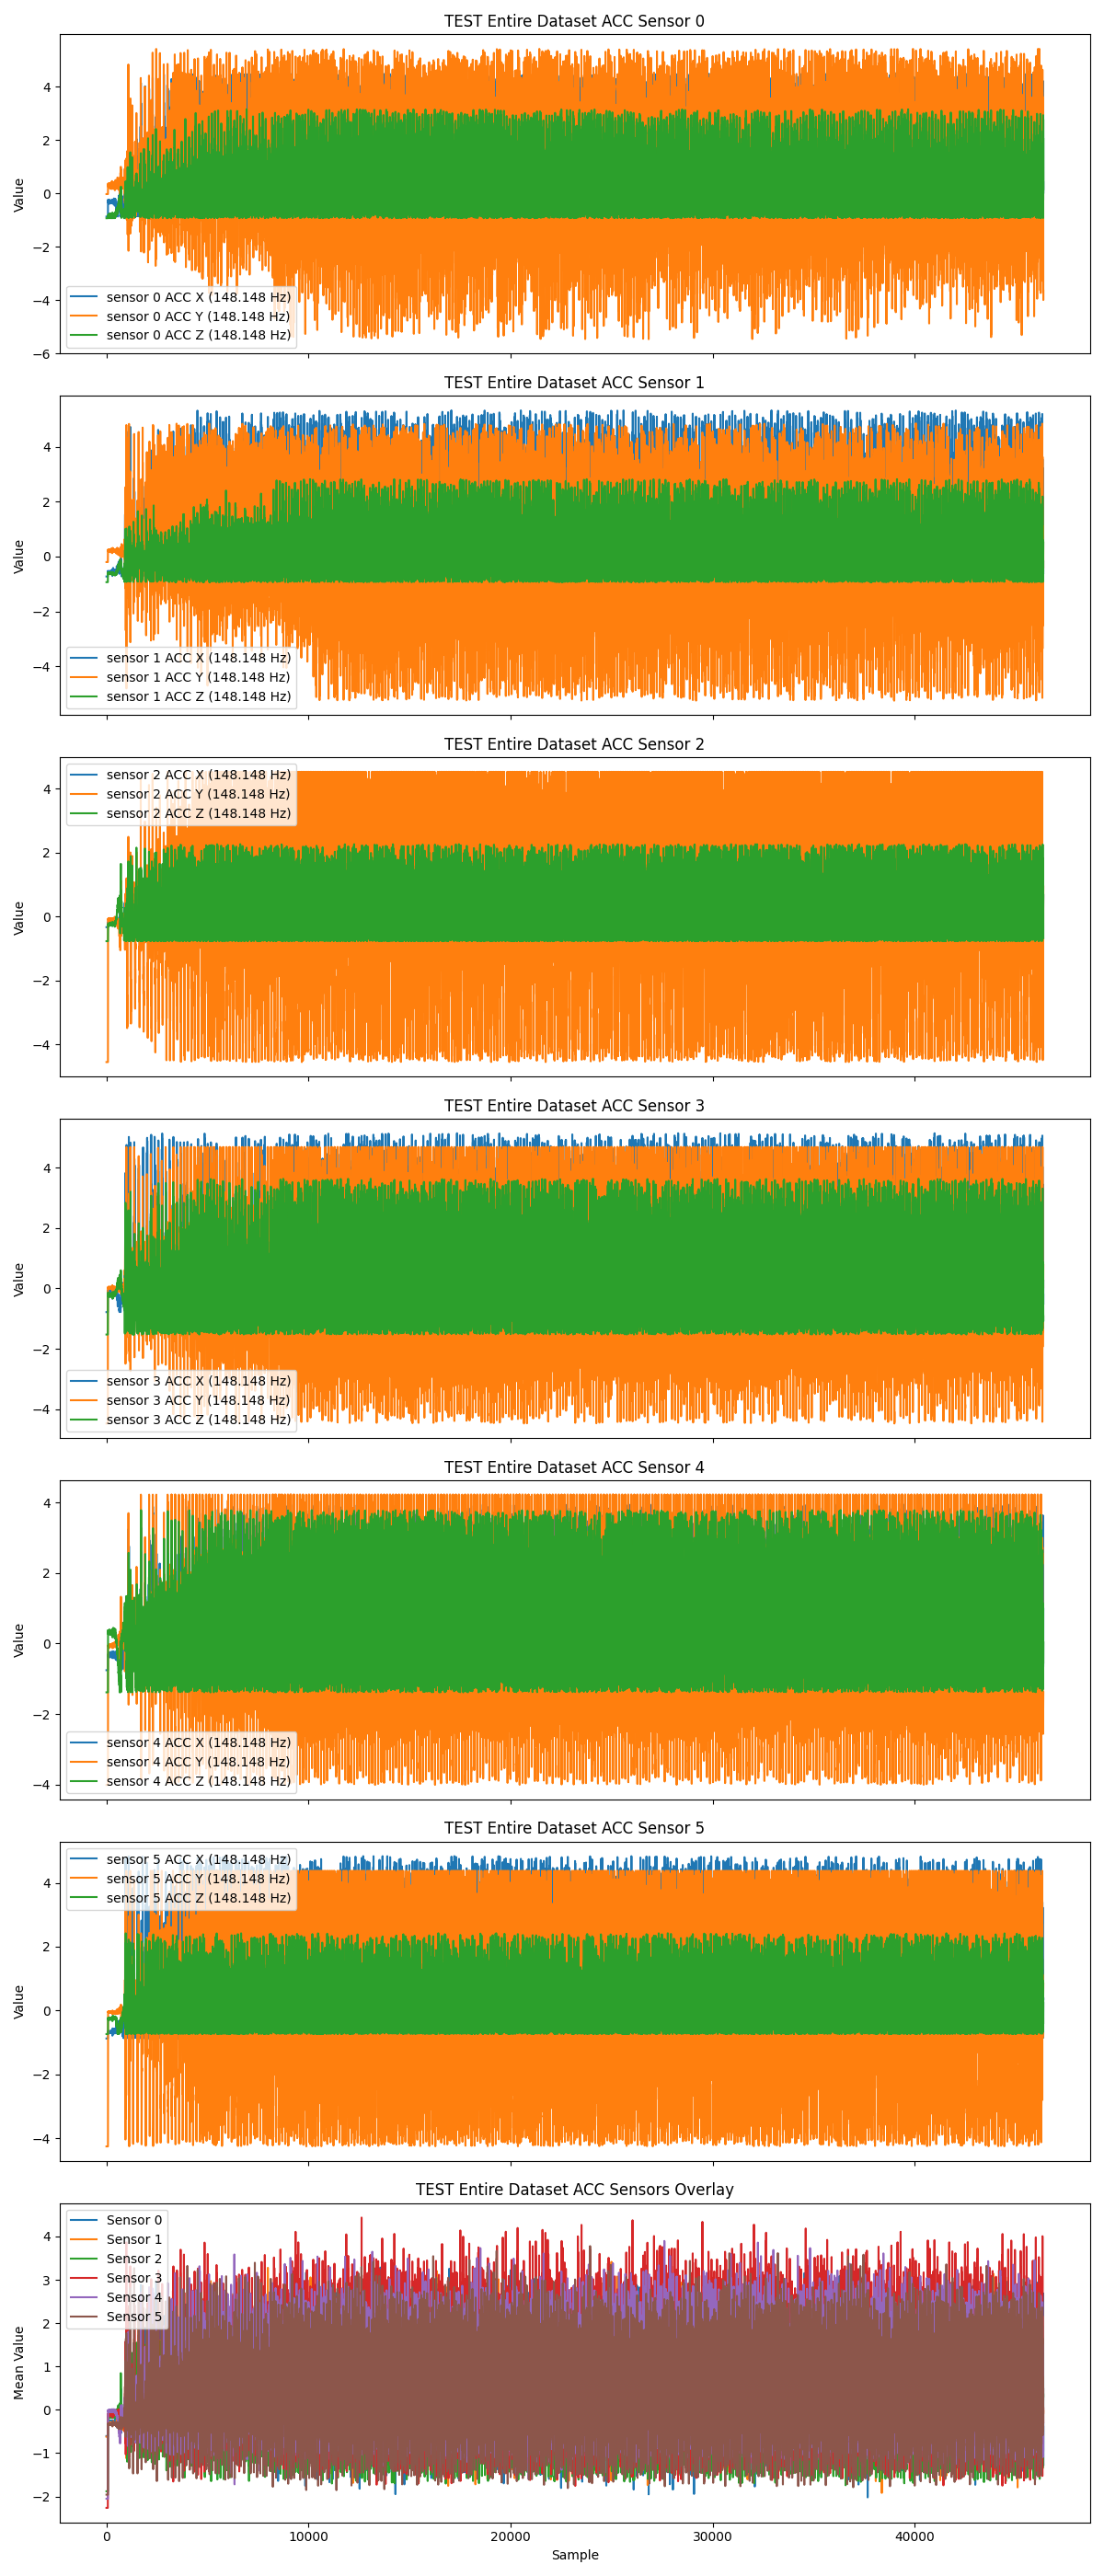 TEST Entire Dataset ACC Sensor 0
4
2
0
−2
−4
−6
Value
sensor 0 ACC X (148.148 Hz)
sensor 0 ACC Y (148.148 Hz)
sensor 0 ACC Z (148.148 Hz)
TEST Entire Dataset ACC Sensor 1
4
2
0
−2
−4
Value
sensor 1 ACC X (148.148 Hz)
sensor 1 ACC Y (148.148 Hz)
sensor 1 ACC Z (148.148 Hz)
TEST Entire Dataset ACC Sensor 2
sensor 2 ACC X (148.148 Hz)
sensor 2 ACC Y (148.148 Hz)
sensor 2 ACC Z (148.148 Hz)
4
2
0
−2
−4
Value
TEST Entire Dataset ACC Sensor 3
4
2
0
−2
−4
Value
sensor 3 ACC X (148.148 Hz)
sensor 3 ACC Y (148.148 Hz)
sensor 3 ACC Z (148.148 Hz)
TEST Entire Dataset ACC Sensor 4
4
2
0
−2
−4
Value
sensor 4 ACC X (148.148 Hz)
sensor 4 ACC Y (148.148 Hz)
sensor 4 ACC Z (148.148 Hz)
TEST Entire Dataset ACC Sensor 5
sensor 5 ACC X (148.148 Hz)
sensor 5 ACC Y (148.148 Hz)
sensor 5 ACC Z (148.148 Hz)
4
2
0
−2
−4
Value
TEST Entire Dataset ACC Sensors Overlay
Sensor 0
Sensor 1
Sensor 2
Sensor 3
Sensor 4
Sensor 5
4
3
2
1
0
−1
−2
Mean Value
0
10000
20000
30000
40000
Sample